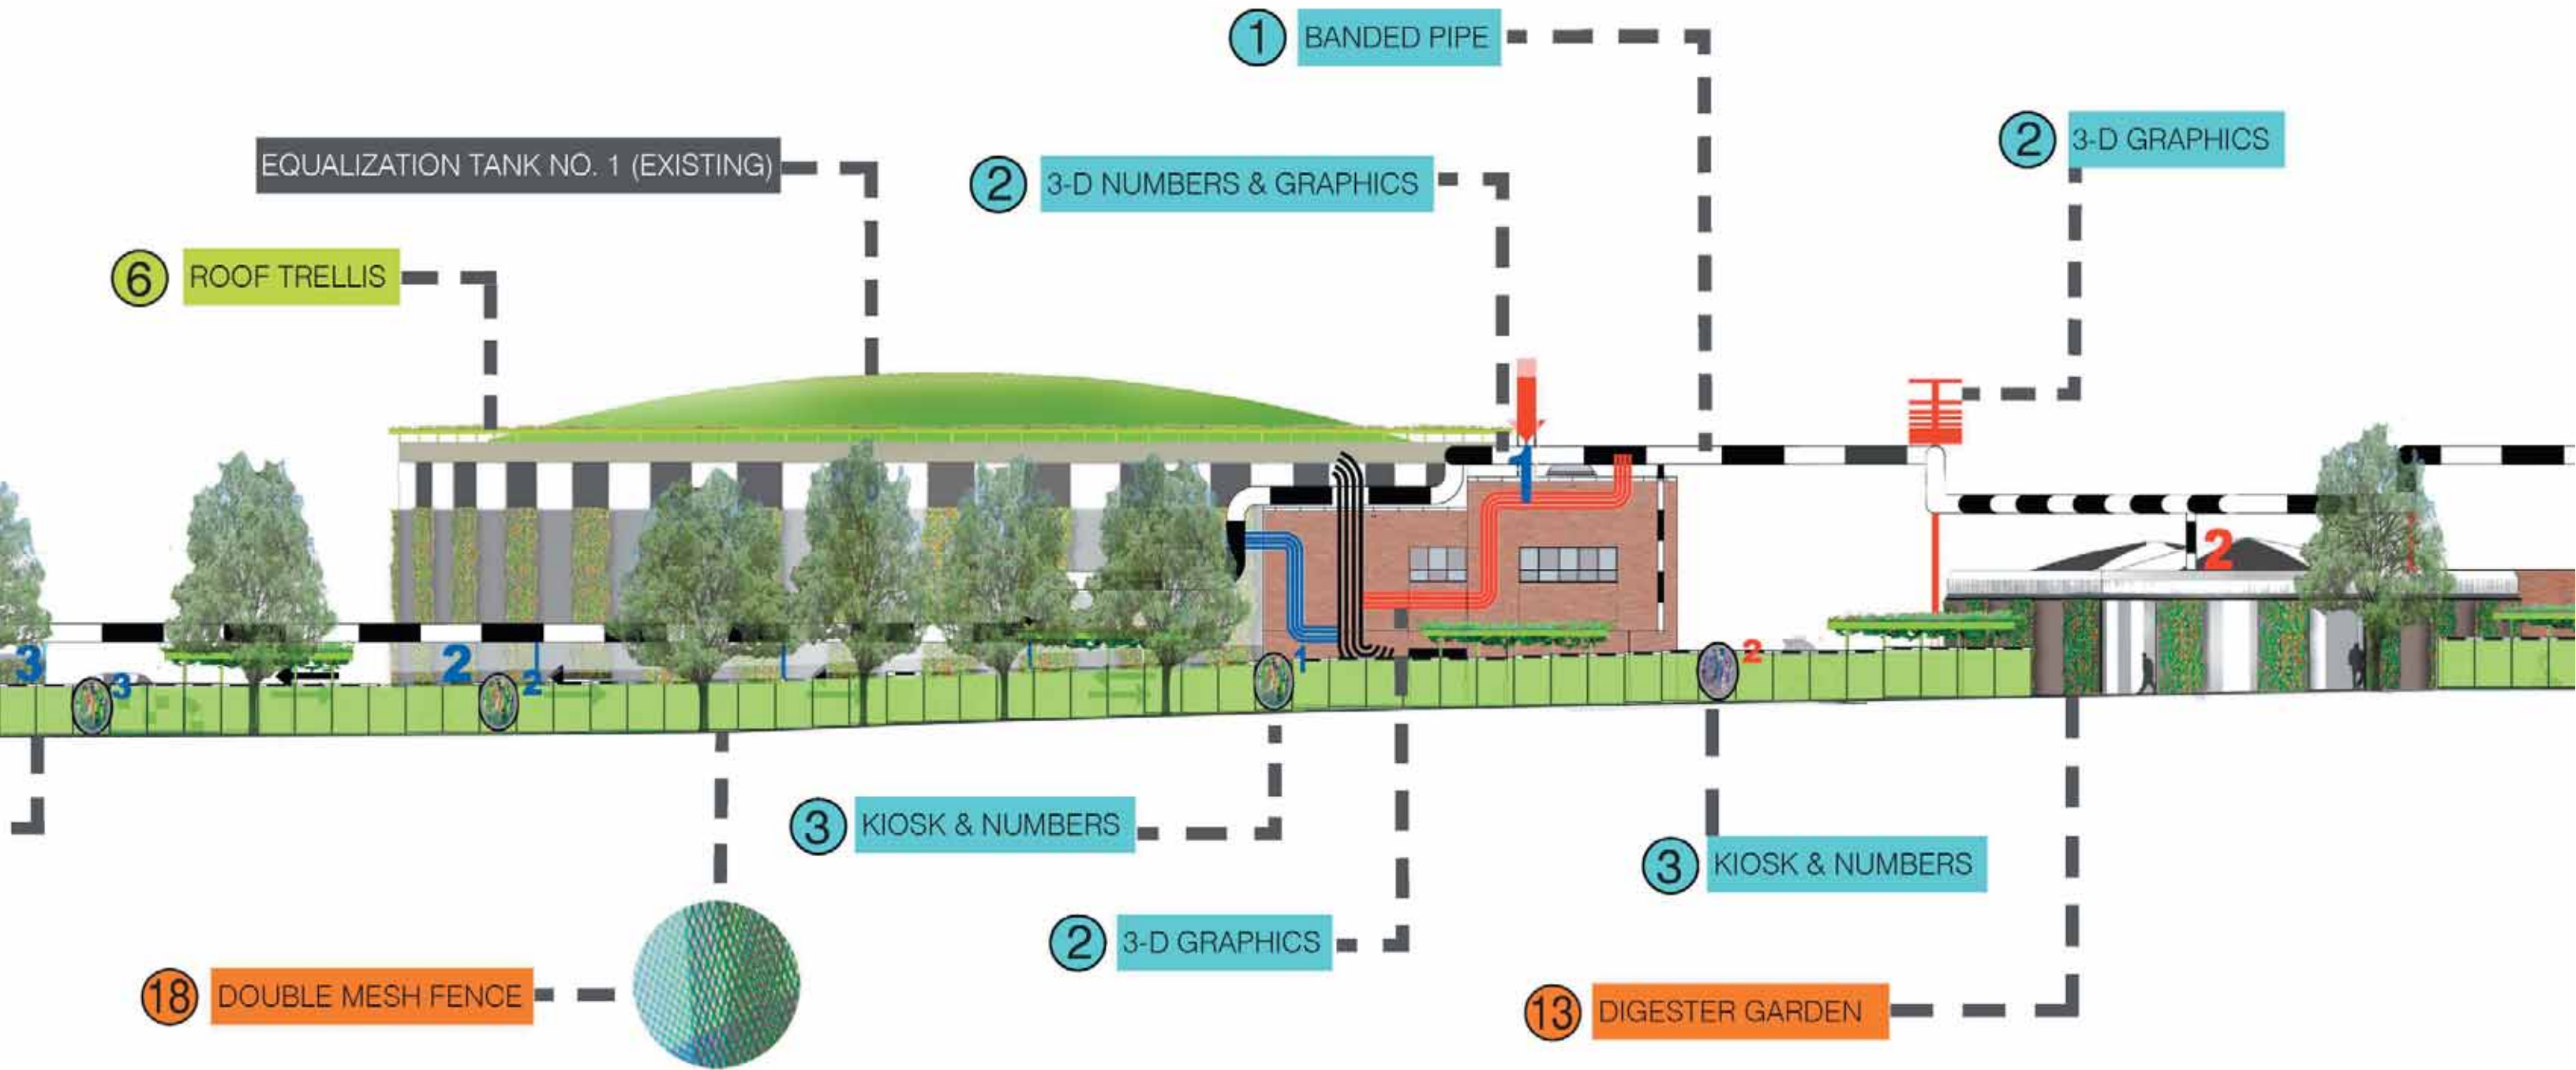 1 BANDED PIPE
2 3-D GRAPHICS
EQUALIZATION TANK NO. 1 (EXISTING)
2 3-D NUMBERS & GRAPHICS
6 ROOF TRELLIS
1
2
3
2
1
2
3
2
3 KIOSK & NUMBERS
3 KIOSK & NUMBERS
2 3-D GRAPHICS
18 DOUBLE MESH FENCE
13 DIGESTER GARDEN